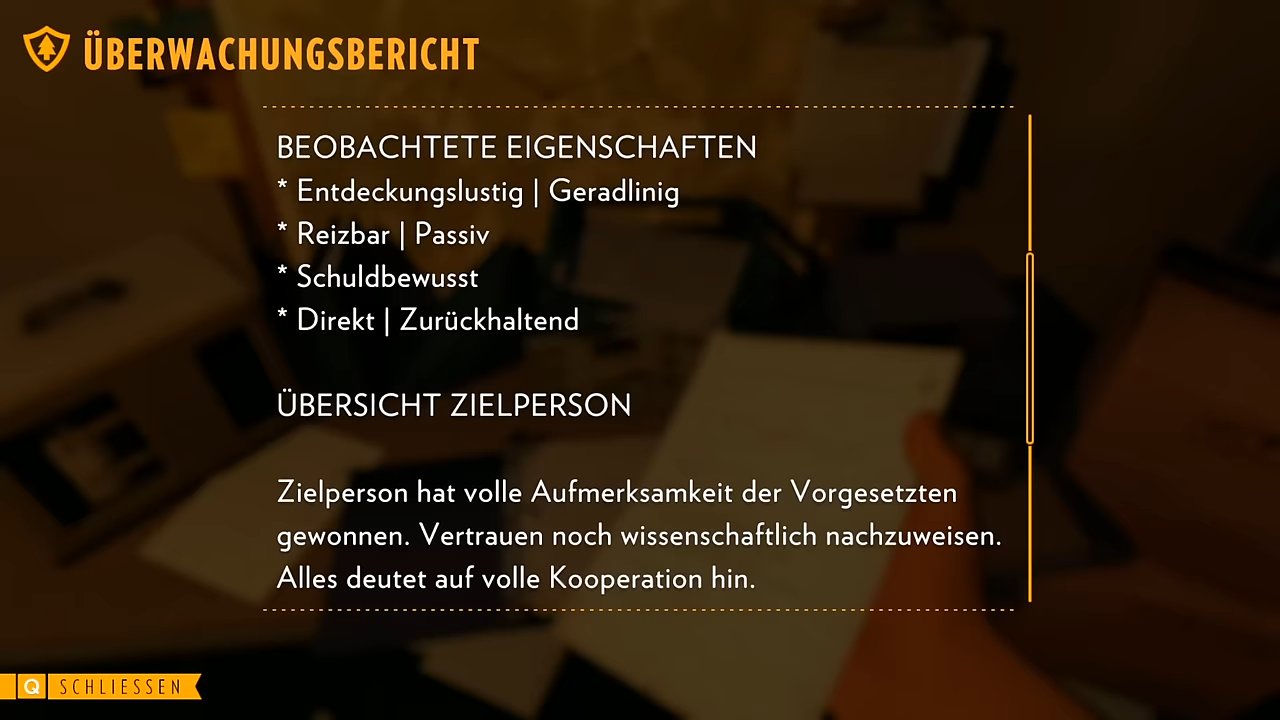 ÜBERWACHUNGSBERICHT
BEOBACHTETE EIGENSCHAFTEN
* Entdeckungslustig | Geradlinig
* Reizbar | Passiv
* Schuldbewusst
* Direkt | Zurückhaltend
ÜBERSICHT ZIELPERSON
Zielperson hat volle Aufmerksamkeit der Vorgesetzten
gewonnen. Vertrauen noch wissenschaftlich nachzuweisen.
Alles deutet auf volle Kooperation hin.
Q SCHLIESSEN